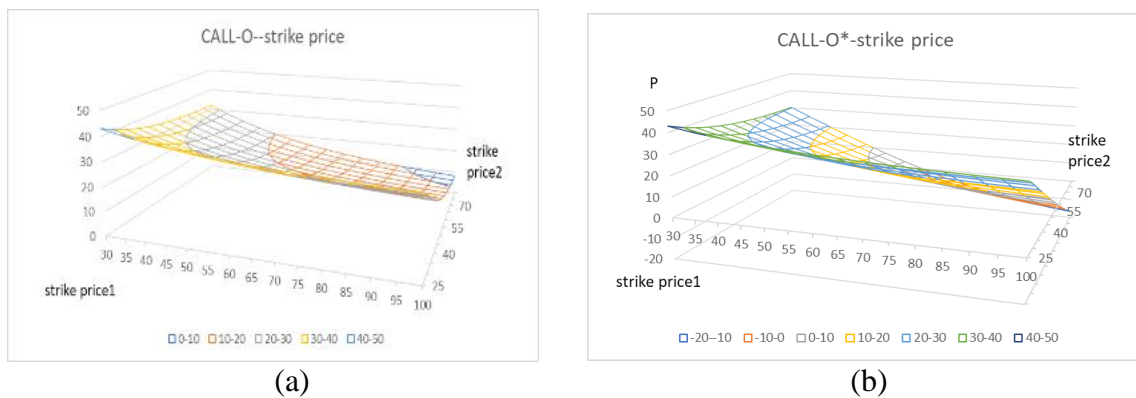 CALL-O--strike price
50
40
30
20
10
0
30 35 40 45 50 55 60 65 70 75 80 85 90 95 100
strike price1
strike
price2
70
55
40
25
0-10 10-20 20-30 30-40 40-50
(a)
CALL-O*-strike price
P
50
40
30
20
10
0
-10
-20
30 35 40 45 50 55 60 65 70 75 80 85 90 95 100
strike price1
strike
price2
70
55
40
25
-20--10 -10-0 0-10 10-20 20-30 30-40 40-50
(b)